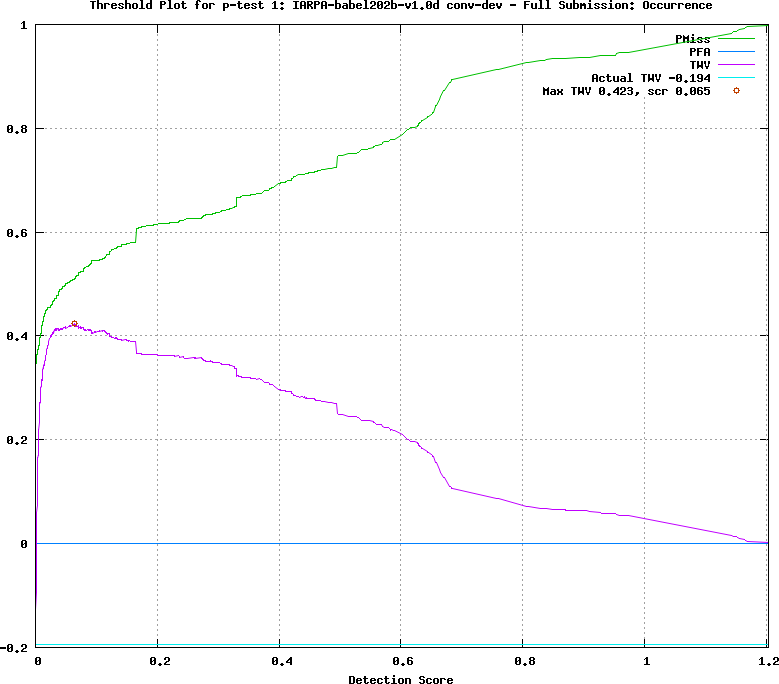 Threshold Plot for p-test 1: IARPA-babel202b-v1.0d conv-dev - Full Submission: Occurrence
1
PMiss
PFA
TWV
Actual TWV -0.194
Max TWV 0.423, scr 0.065
0.8
0.6
0.4
0.2
0
-0.2
0 0.2 0.4 0.6 0.8 1 1.2
Detection Score